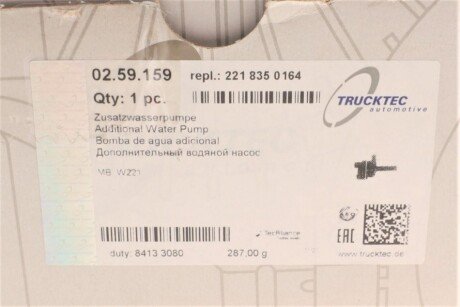 02.59.159 repl.: 221 835 0164
Qty: 1 pc.
TRUCKTEC
automotive
Zusatzwasserpumpe
Additional Water Pump
Bomba de agua adicional
Дополнительный водяной насос
MB W221
TecAlliance
EAC
duty: 8413 3080 287,00 g
www.trucktec.de